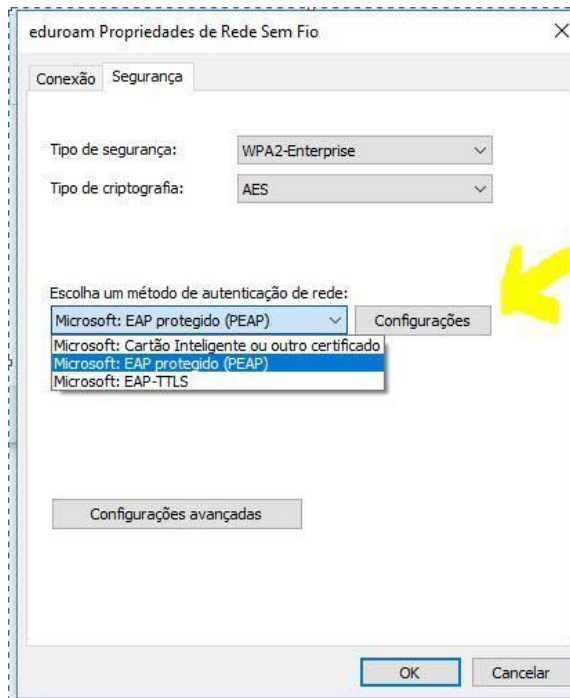 eduroam Propriedades de Rede Sem Fio
Conexão Segurança
Tipo de segurança: WPA2-Enterprise
Tipo de criptografia: AES
Escolha um método de autenticação de rede:
Microsoft: EAP protegido (PEAP) Configurações
Microsoft: Cartão Inteligente ou outro certificado
Microsoft: EAP protegido (PEAP)
Microsoft: EAP-TTLS
Configurações avançadas
OK Cancelar